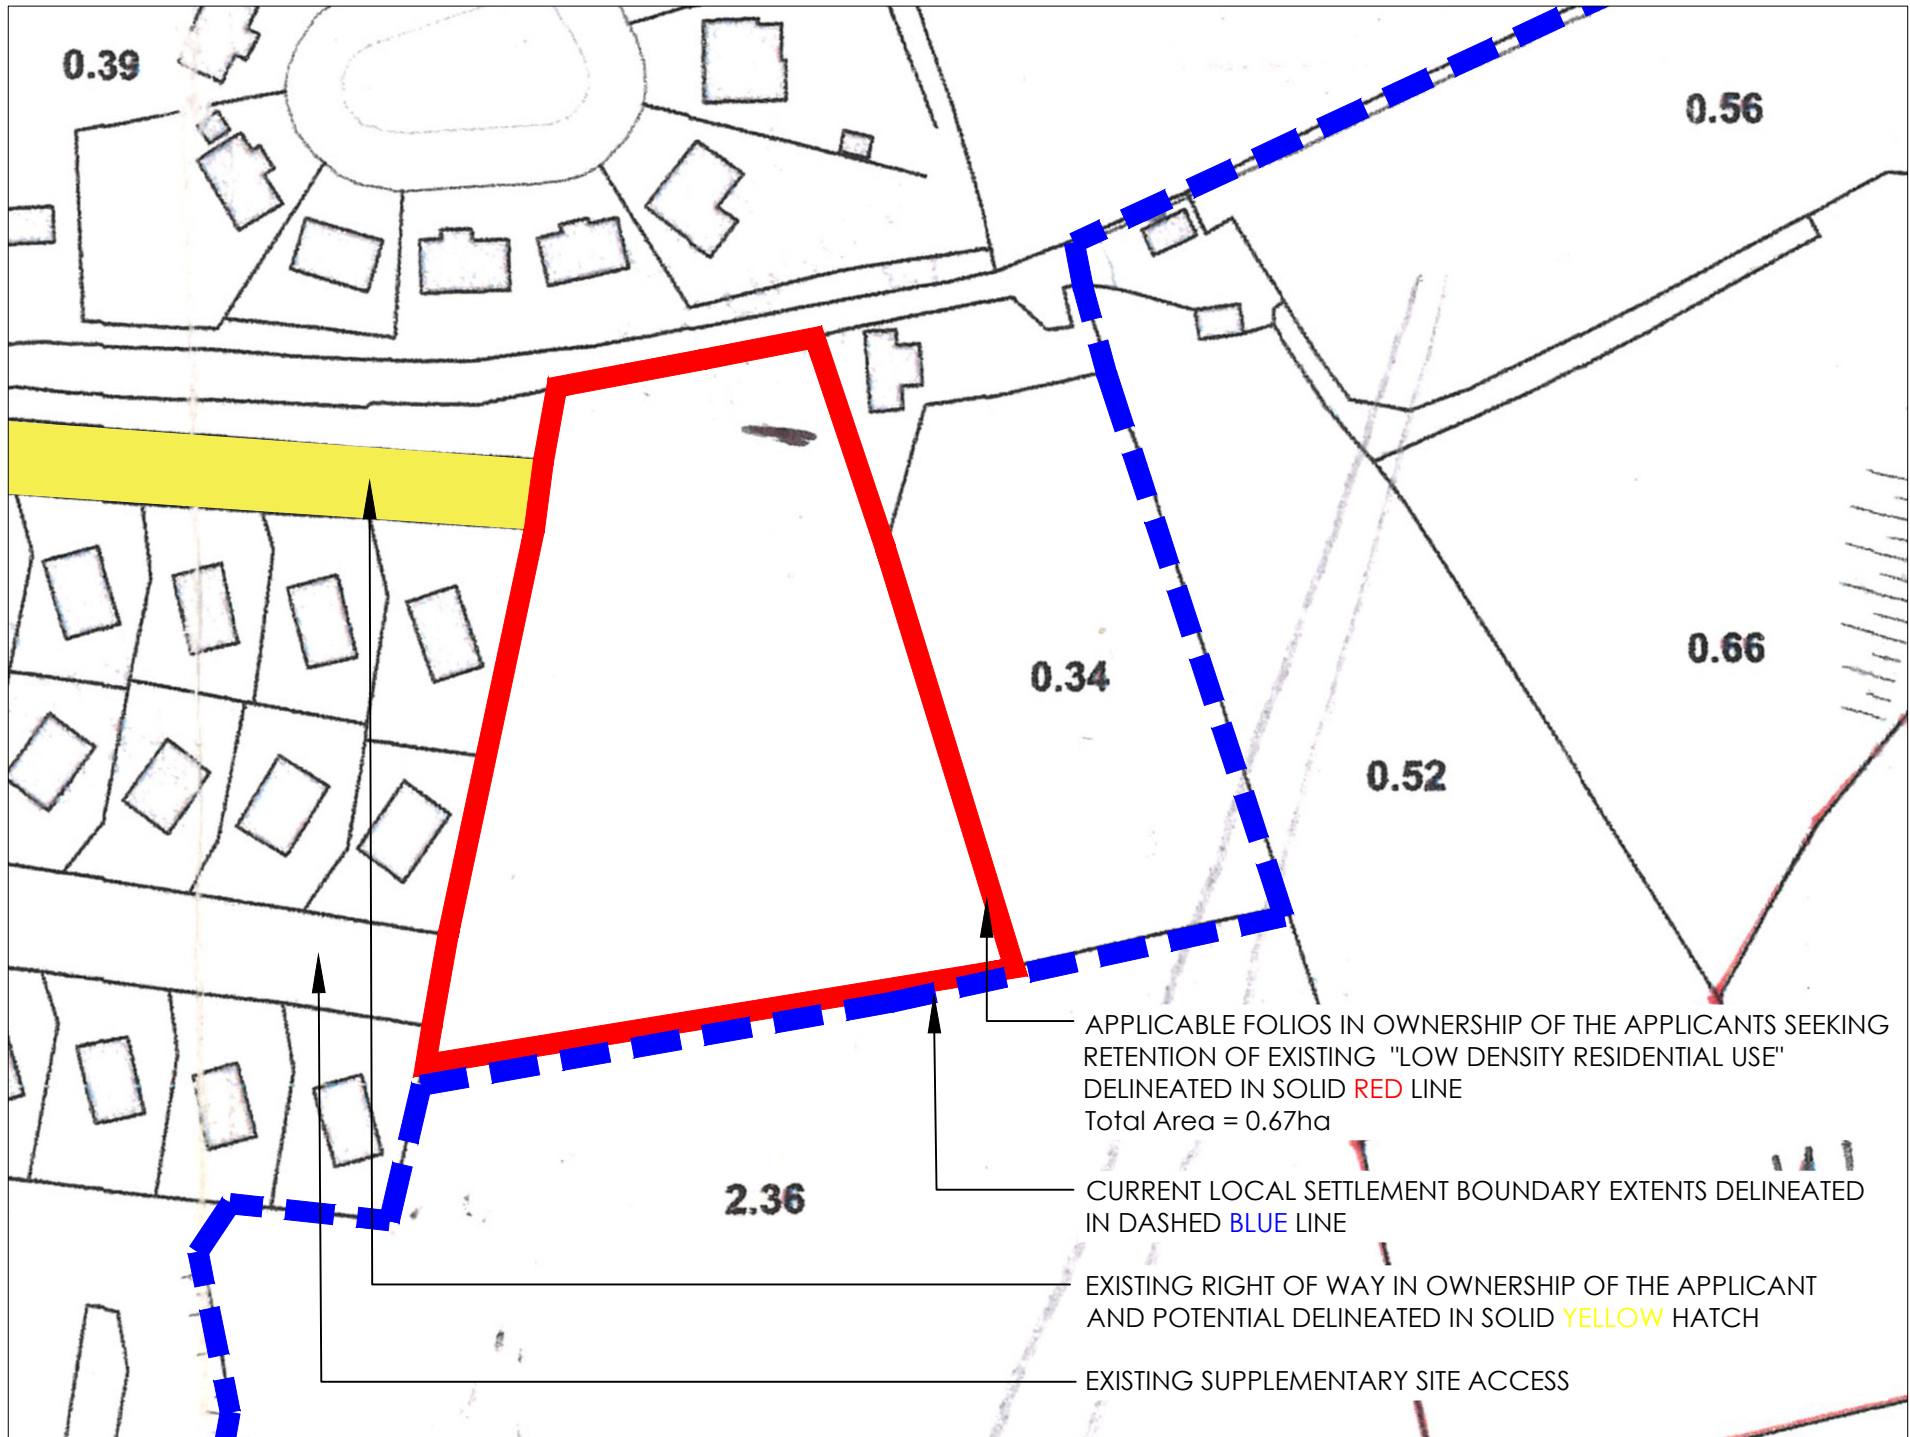 0.39
0.56
0.34
0.66
0.52
APPLICABLE FOLIOS IN OWNERSHIP OF THE APPLICANTS SEEKING
RETENTION OF EXISTING "LOW DENSITY RESIDENTIAL USE"
DELINEATED IN SOLID RED LINE
Total Area = 0.67ha
2.36
CURRENT LOCAL SETTLEMENT BOUNDARY EXTENTS DELINEATED
IN DASHED BLUE LINE
EXISTING RIGHT OF WAY IN OWNERSHIP OF THE APPLICANT
AND POTENTIAL DELINEATED IN SOLID YELLOW HATCH
EXISTING SUPPLEMENTARY SITE ACCESS